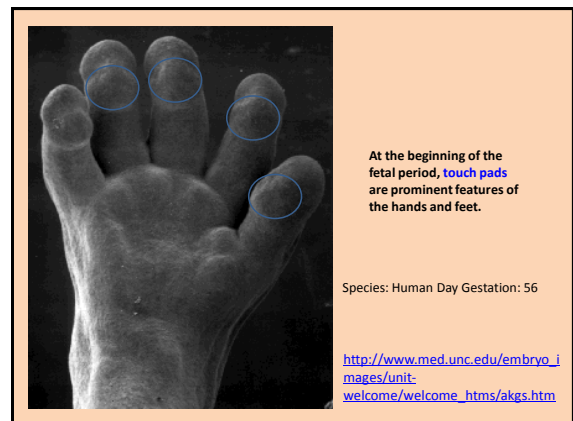 At the beginning of the
fetal period, touch pads
are prominent features of
the hands and feet.
Species: Human Day Gestation: 56
http://www.med.unc.edu/embryo_i
mages/unit-
welcome/welcome_htms/akgs.htm